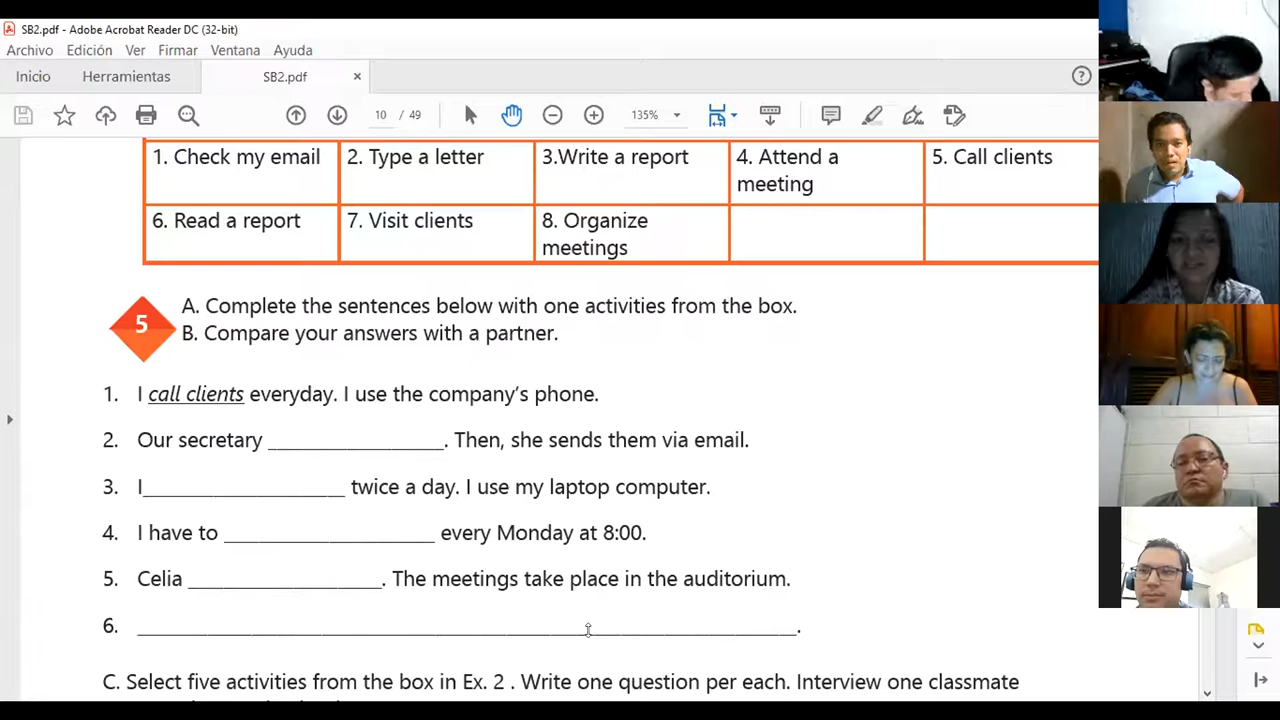 SB2.pdf - Adobe Acrobat Reader DC (32-bit)
Archivo Edición Ver Firmar Ventana Ayuda
Inicio Herramientas SB2.pdf ×
10 / 49 135%
1. Check my email 2. Type a letter 3.Write a report 4. Attend a meeting 5. Call clients
6. Read a report 7. Visit clients 8. Organize meetings
5
A. Complete the sentences below with one activities from the box.
B. Compare your answers with a partner.
1. I call clients everyday. I use the company’s phone.
2. Our secretary ________________. Then, she sends them via email.
3. I__________________ twice a day. I use my laptop computer.
4. I have to ___________________ every Monday at 8:00.
5. Celia _________________. The meetings take place in the auditorium.
6. ____________________________________________________________.
C. Select five activities from the box in Ex. 2 . Write one question per each. Interview one classmate